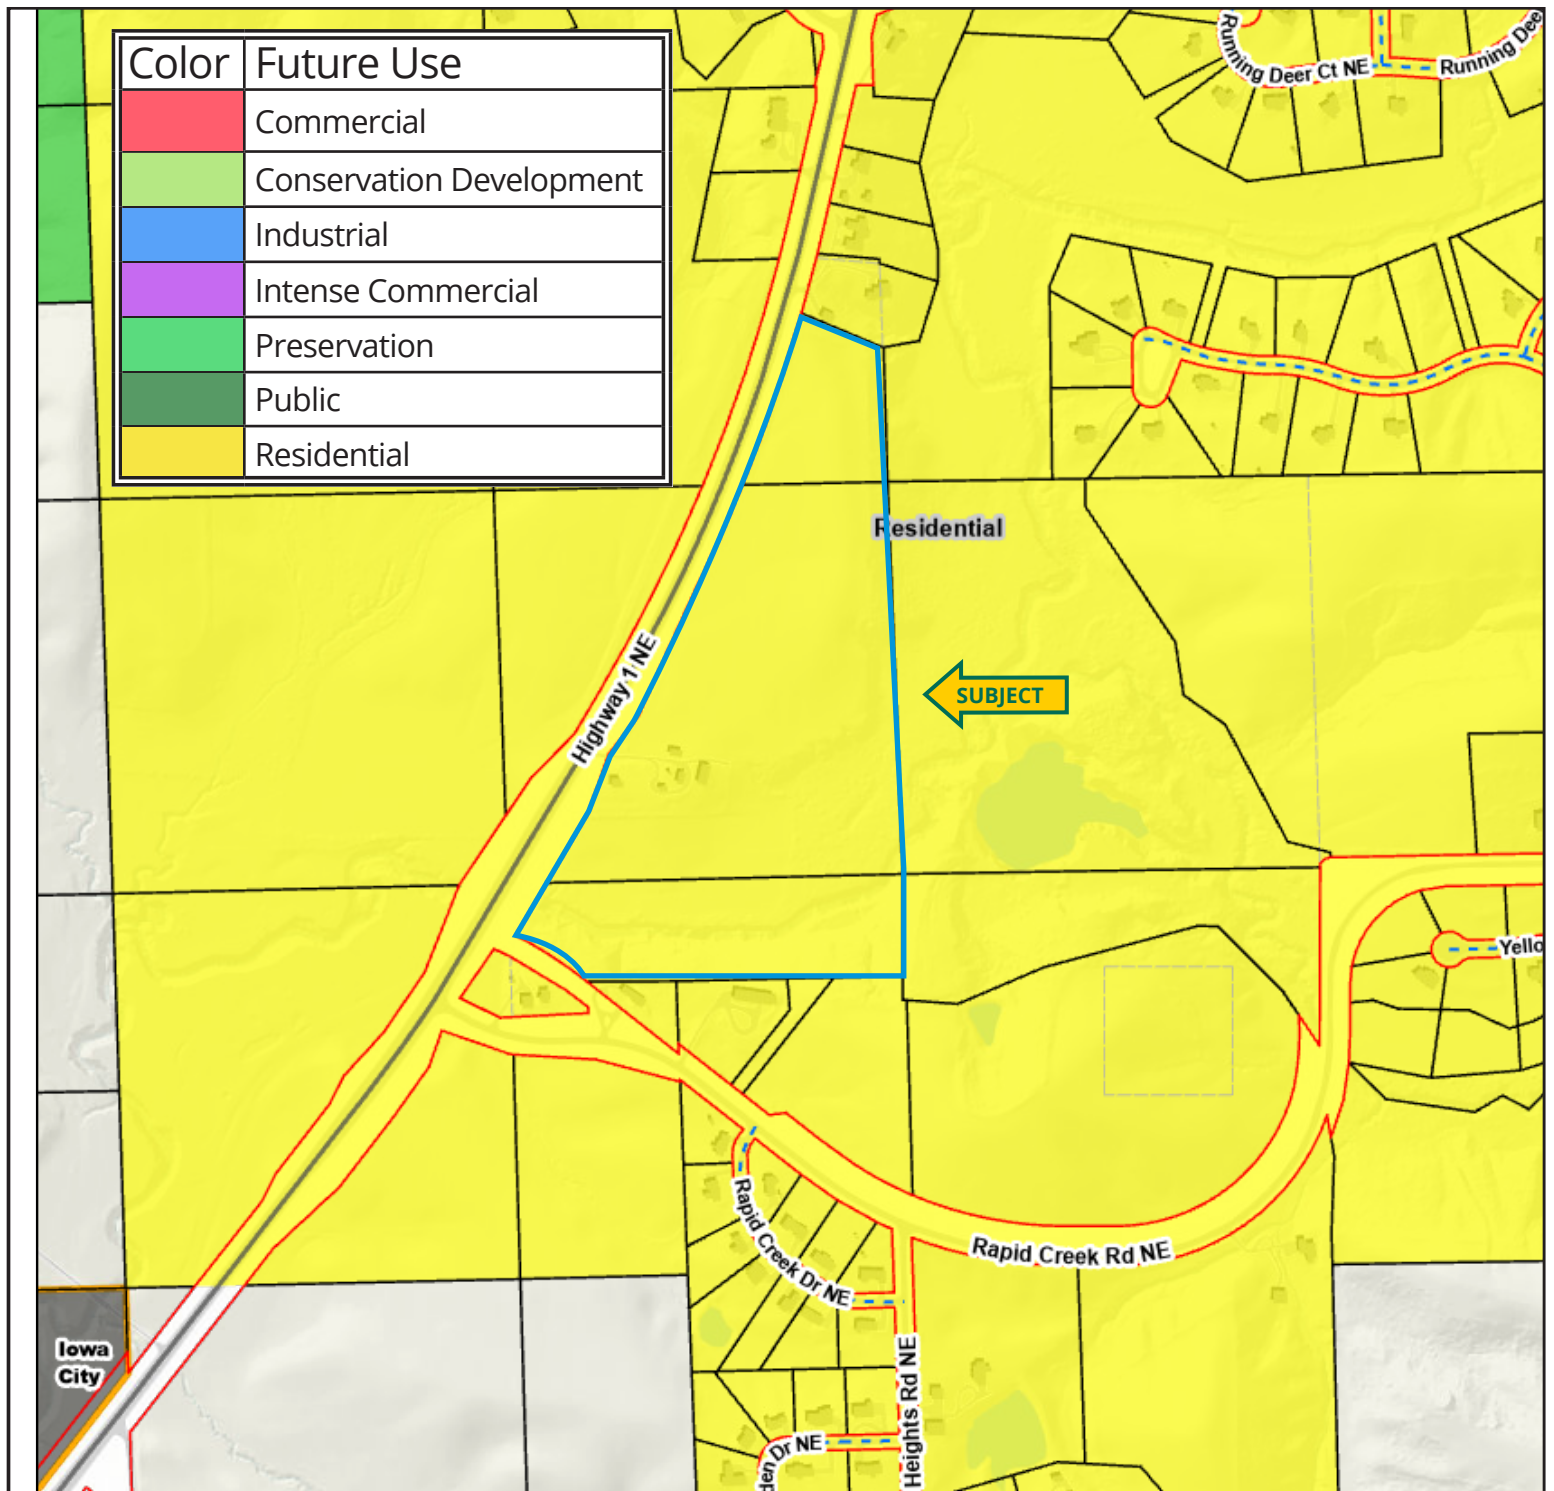 Color Future Use
Commercial
Conservation Development
Industrial
Intense Commercial
Preservation
Public
Residential
Running Deer Ct NE
Running Dee
Residential
Highway 1 NE
SUBJECT
Yello
Rapid Creek Rd NE
Rapid Creek Dr NE
Heights Rd NE
den Dr NE
Iowa
City